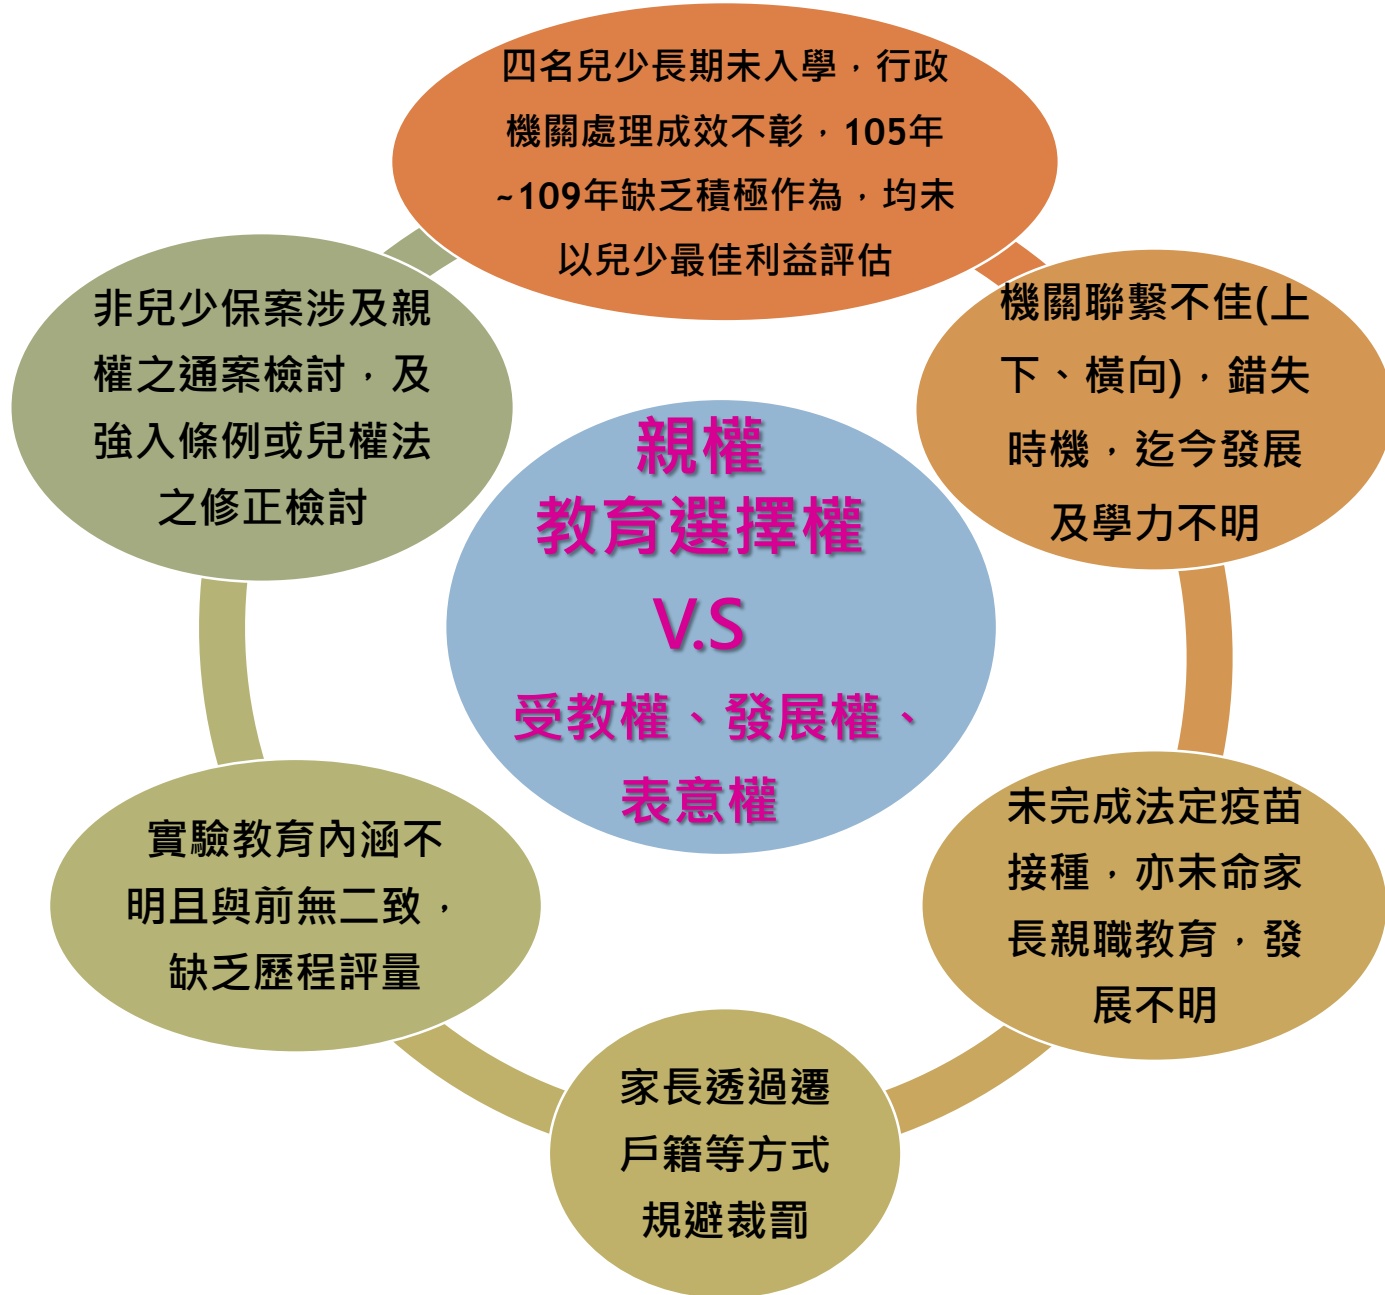 四名兒少長期未入學，行政
機關處理成效不彰，105年
~109年缺乏積極作為，均未
以兒少最佳利益評估
機關聯繫不佳(上
下、橫向)，錯失
時機，迄今發展
及學力不明
未完成法定疫苗
接種，亦未命家
長親職教育，發
展不明
家長透過遷
戶籍等方式
規避裁罰
實驗教育內涵不
明且與前無二致，
缺乏歷程評量
非兒少保案涉及親
權之通案檢討，及
強入條例或兒權法
之修正檢討
親權
教育選擇權
V.S
受教權、發展權、
表意權